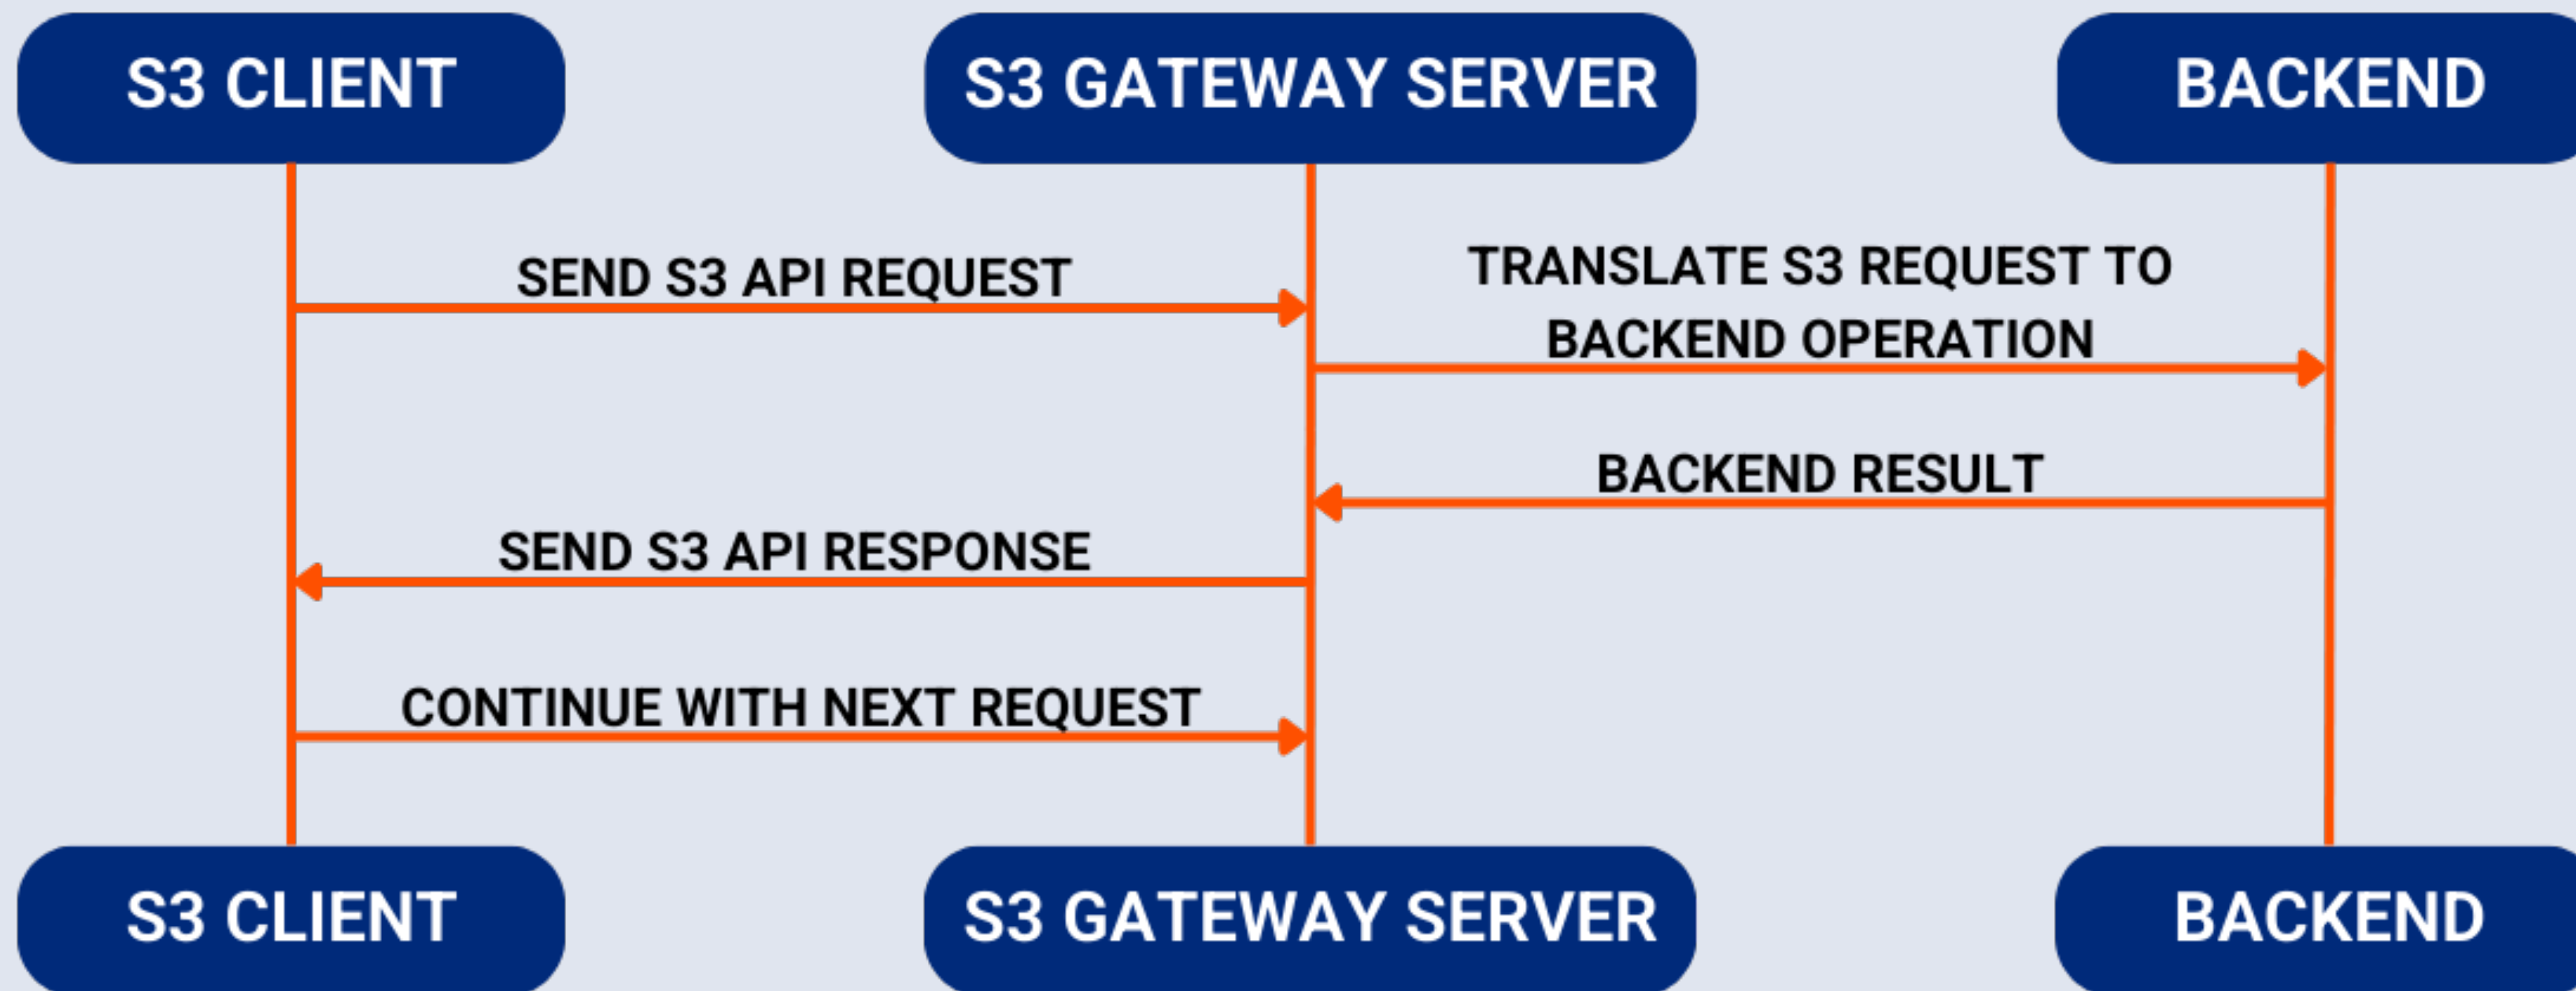 S3 CLIENT
S3 GATEWAY SERVER
BACKEND
SEND S3 API REQUEST
TRANSLATE S3 REQUEST TO
BACKEND OPERATION
BACKEND RESULT
SEND S3 API RESPONSE
CONTINUE WITH NEXT REQUEST
S3 CLIENT
S3 GATEWAY SERVER
BACKEND